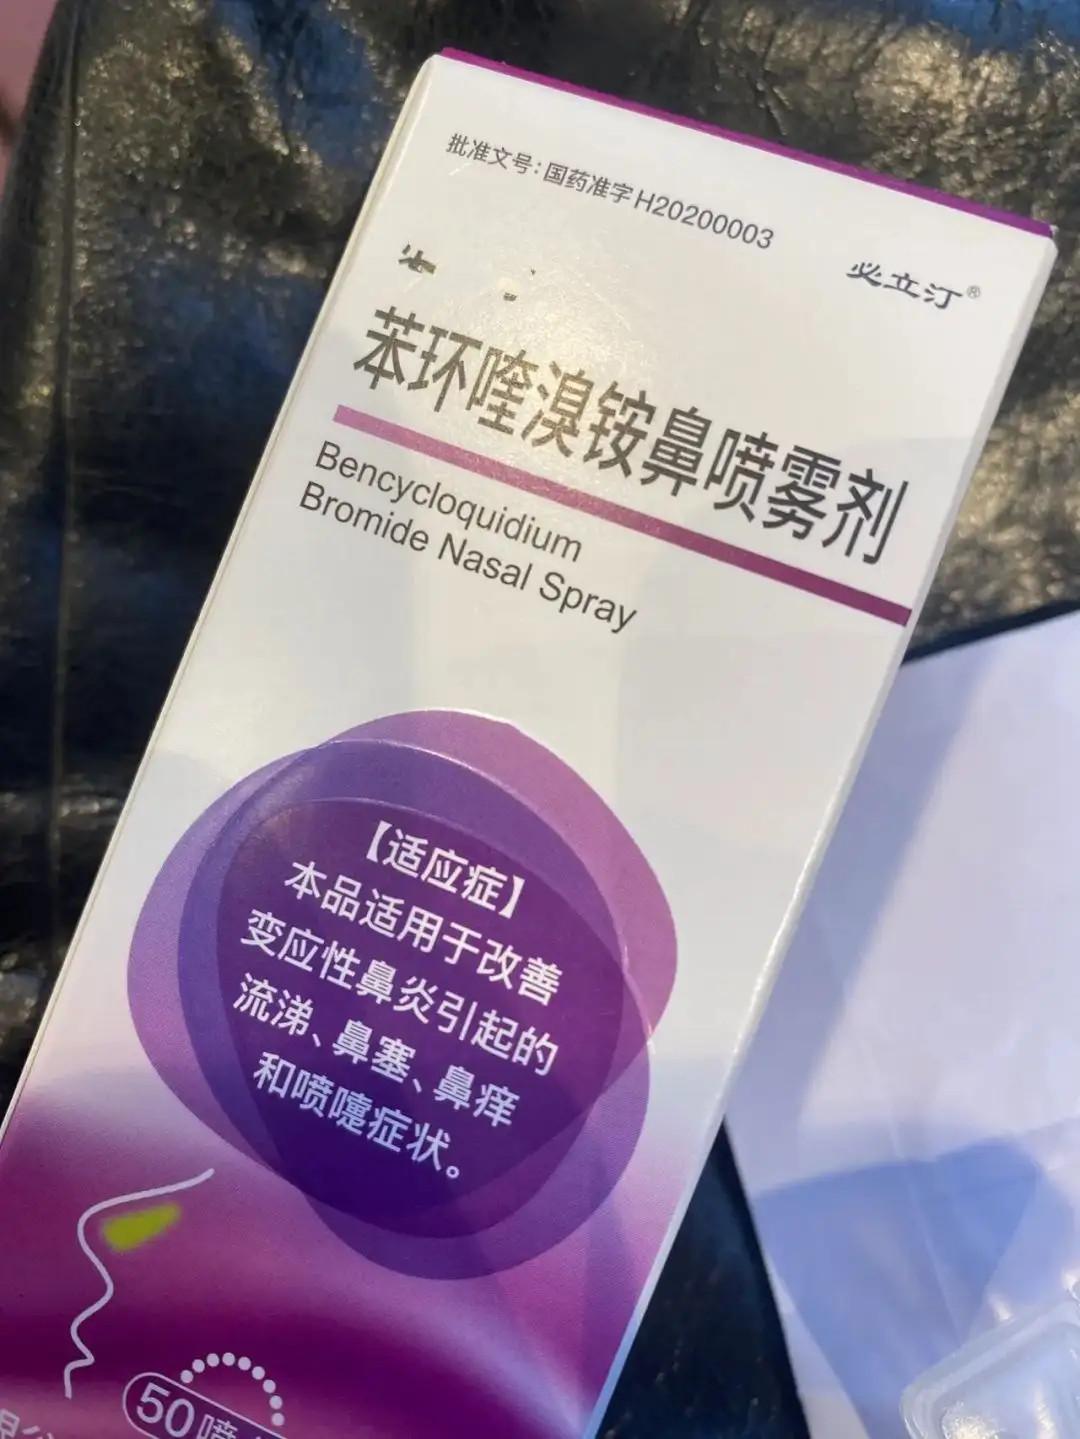 批准文号:国药准字H20200003
必立汀®
苯环喹溴铵鼻喷雾剂
Bencycloquidium
Bromide Nasal Spray
【适应症】
本品适用于改善
变应性鼻炎引起的
流涕、鼻塞、鼻痒
和喷嚏症状。
50喷